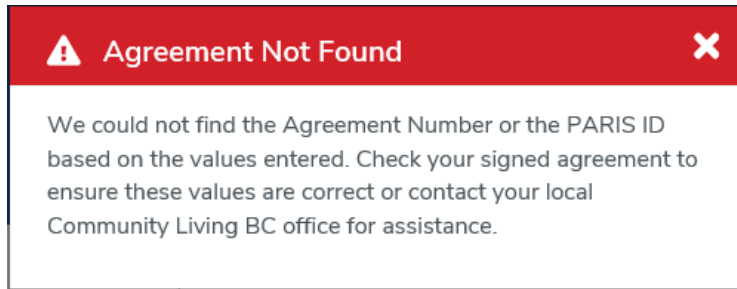 Agreement Not Found
We could not find the Agreement Number or the PARIS ID
based on the values entered. Check your signed agreement to
ensure these values are correct or contact your local
Community Living BC office for assistance.